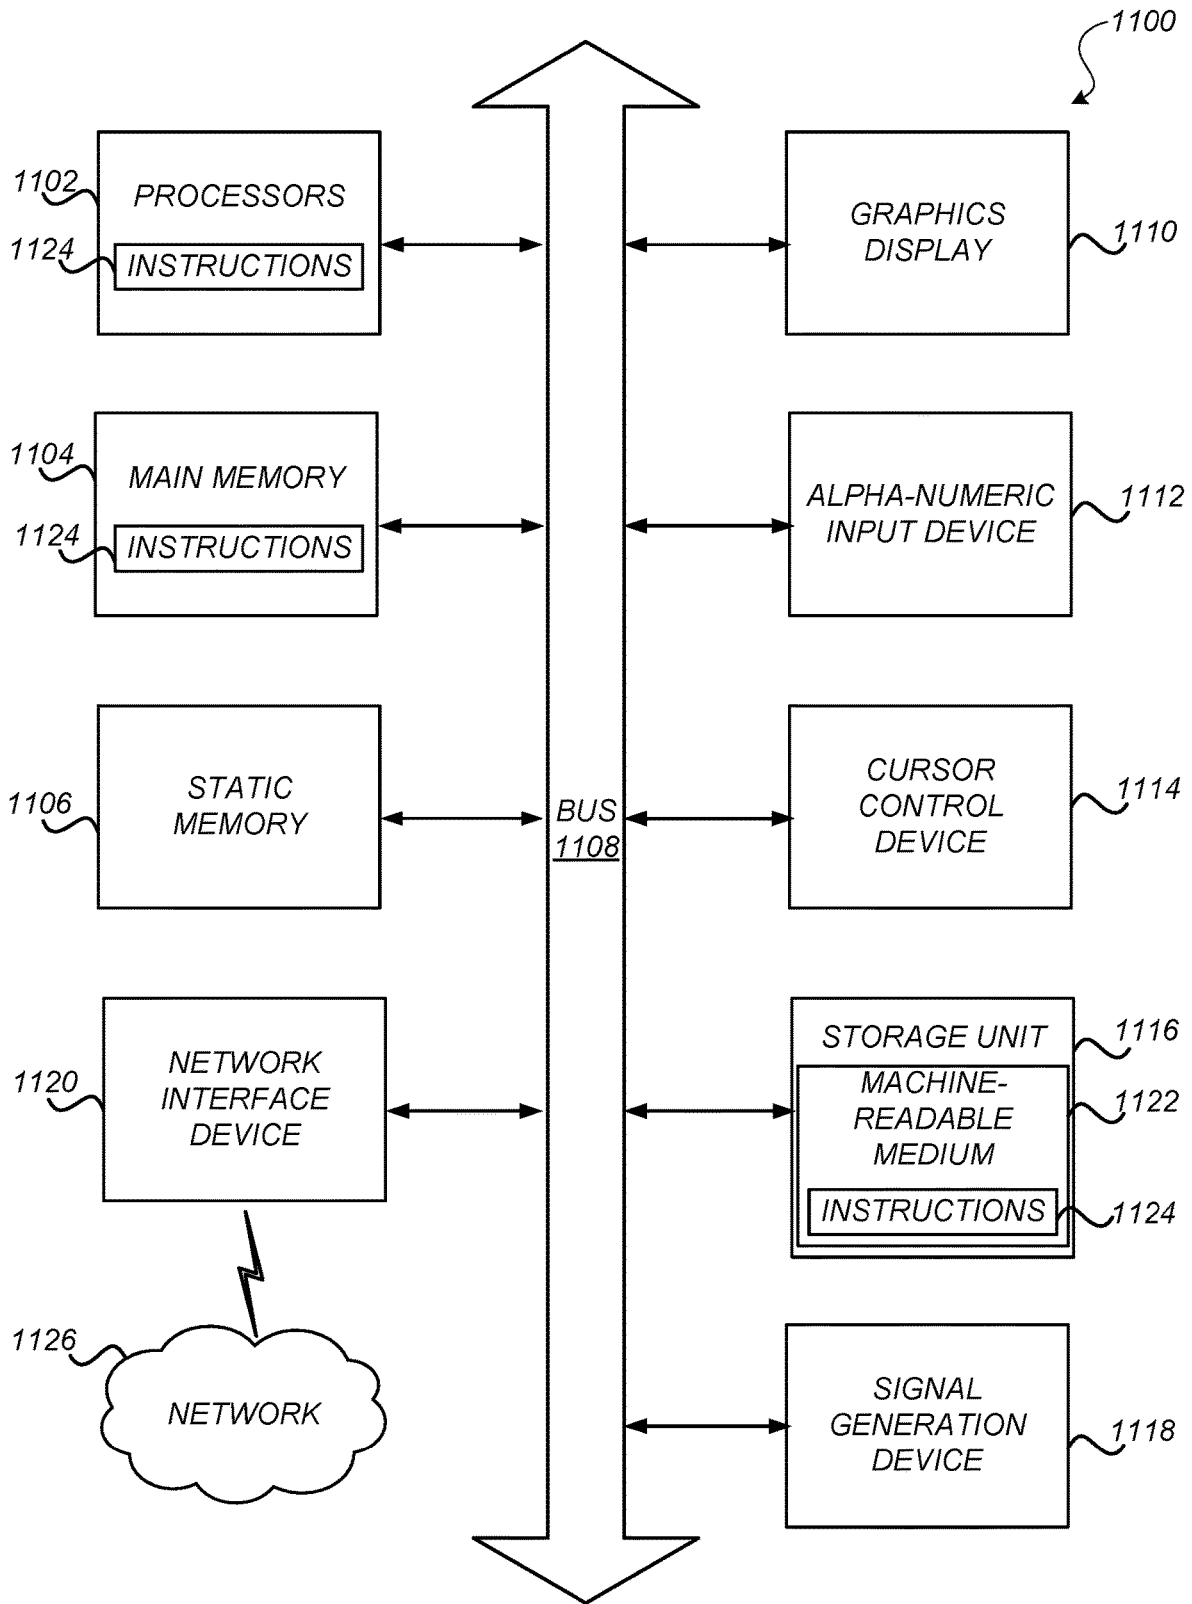 1100
1102
PROCESSORS
1124
INSTRUCTIONS
GRAPHICS
DISPLAY
1110
1104
MAIN MEMORY
1124
INSTRUCTIONS
ALPHA-NUMERIC
INPUT DEVICE
1112
1106
STATIC
MEMORY
BUS
1108
CURSOR
CONTROL
DEVICE
1114
1120
NETWORK
INTERFACE
DEVICE
STORAGE UNIT
1116
MACHINE-
READABLE
MEDIUM
1122
INSTRUCTIONS
1124
1126
NETWORK
SIGNAL
GENERATION
DEVICE
1118